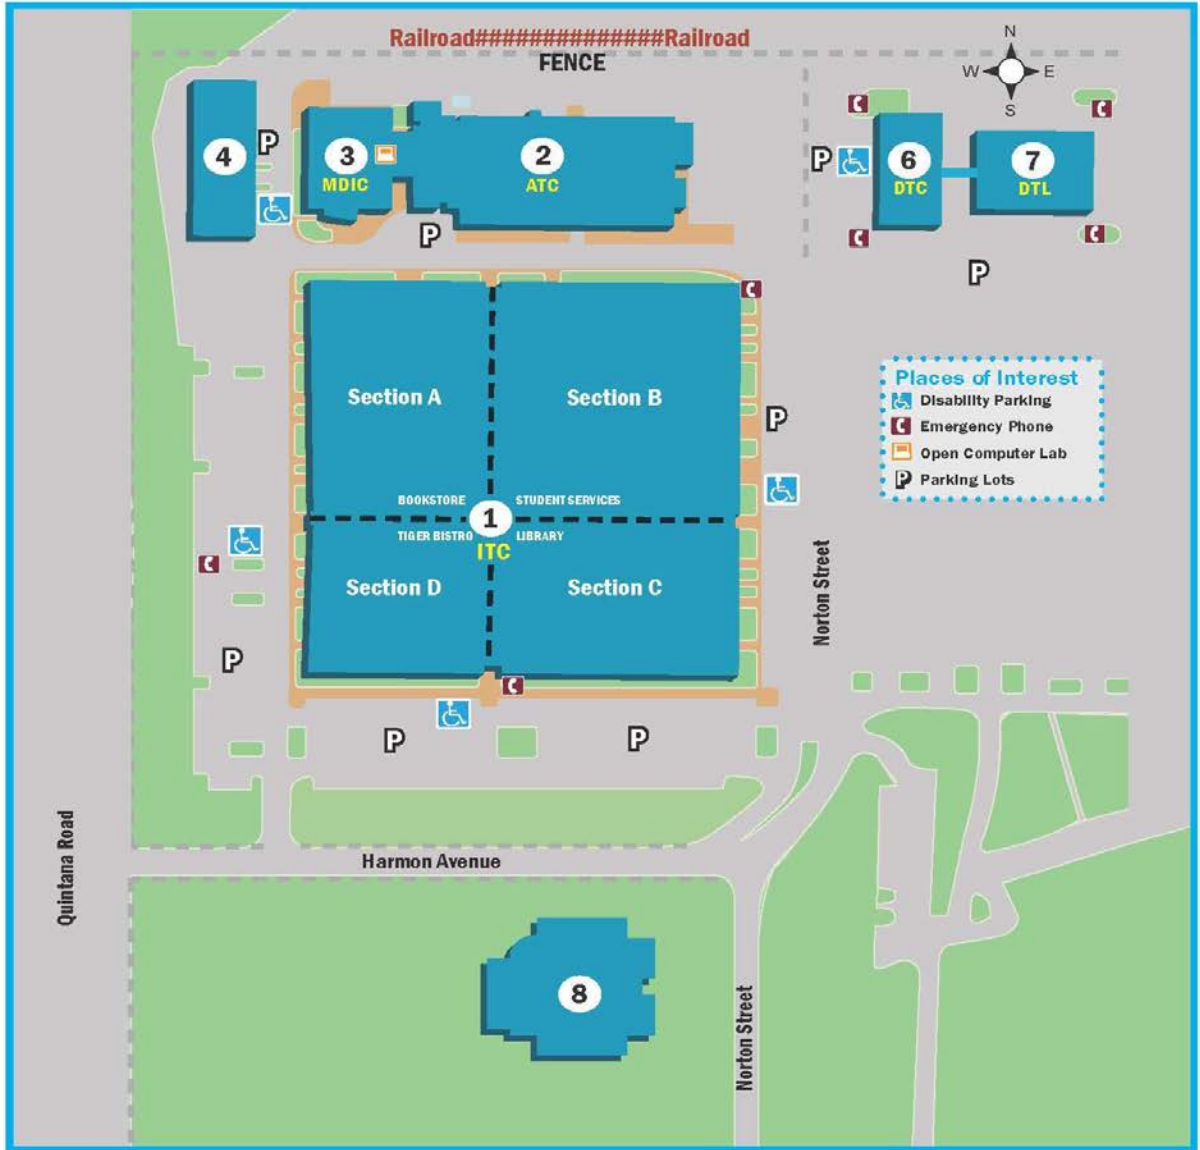 Railroad##############Railroad
FENCE
N
W E
S
4
P
3
MDIC
2
ATC
P
P
6
DTC
7
DTL
P
Section A
Section B
P
Places of Interest
Disability Parking
Emergency Phone
Open Computer Lab
P Parking Lots
BOOKSTORE
STUDENT SERVICES
1
TIGER BISTRO
LIBRARY
ITC
Section D
Section C
Norton Street
P
P
P
Harmon Avenue
Quintana Road
8
Norton Street